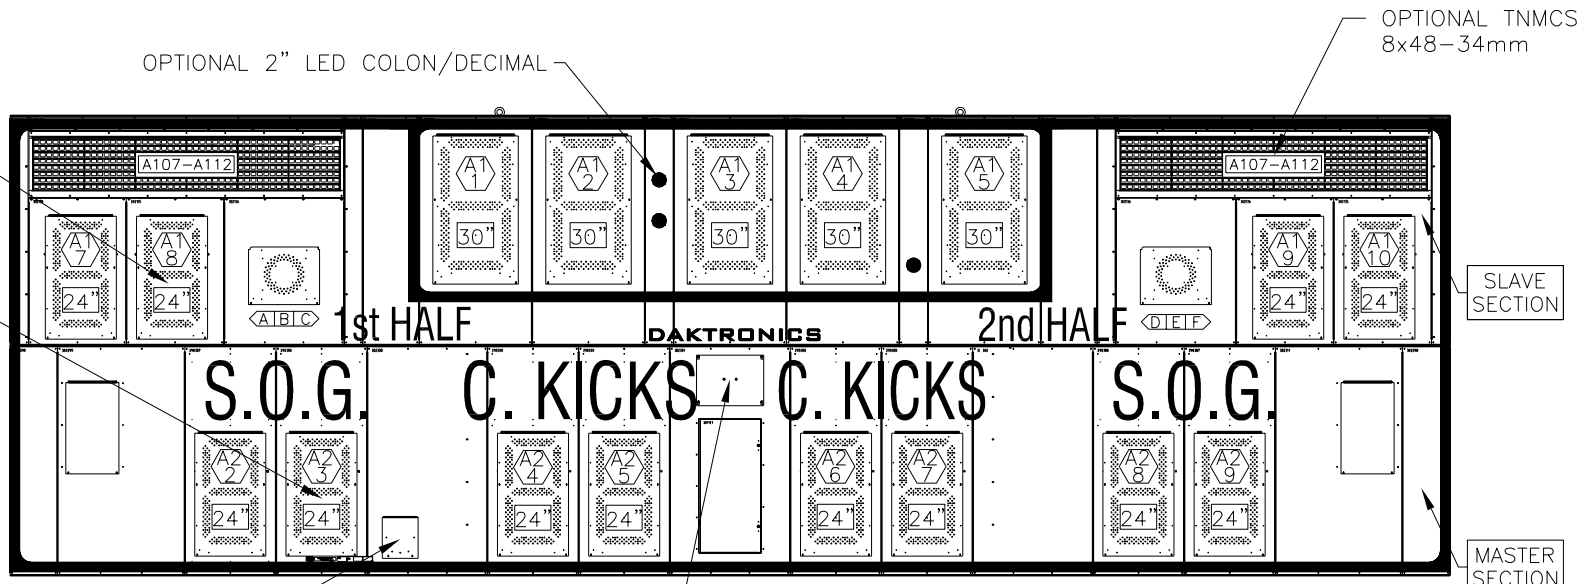 OPTIONAL TNMCS
8x48-34mm
OPTIONAL 2" LED COLON/DECIMAL
A107-A112
A1
1
A1
2
A1
3
A1
4
A1
5
A107-A112
30"
30"
30"
30"
30"
A1
7
A1
8
A1
9
A1
10
24"
24"
24"
24"
SLAVE
SECTION
A B C
1st HALF
DAKTRONICS
2nd HALF
D E F
S.O.G.
C. KICKS
C. KICKS
S.O.G.
A2
2
A2
3
A2
4
A2
5
A2
6
A2
7
A2
8
A2
9
24"
24"
24"
24"
24"
24"
24"
24"
MASTER
SECTION